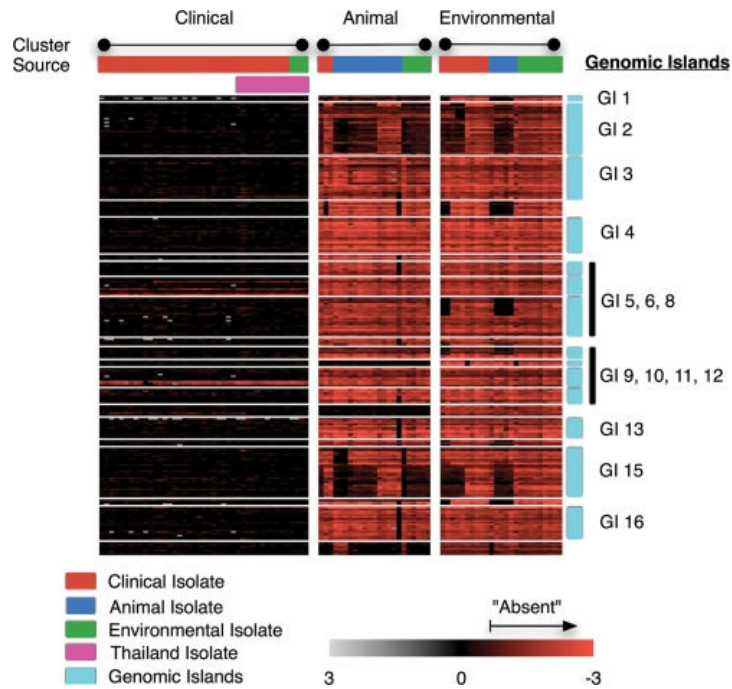 Clinical Animal Environmental
Cluster
Source
Genomic Islands
GI 1
GI 2
GI 3
GI 4
GI 5, 6, 8
GI 9, 10, 11, 12
GI 13
GI 15
GI 16
Clinical Isolate
Animal Isolate
Environmental Isolate
Thailand Isolate
Genomic Islands
"Absent"
3 0 -3